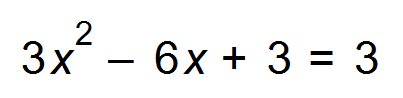 3x² – 6x + 3 = 3